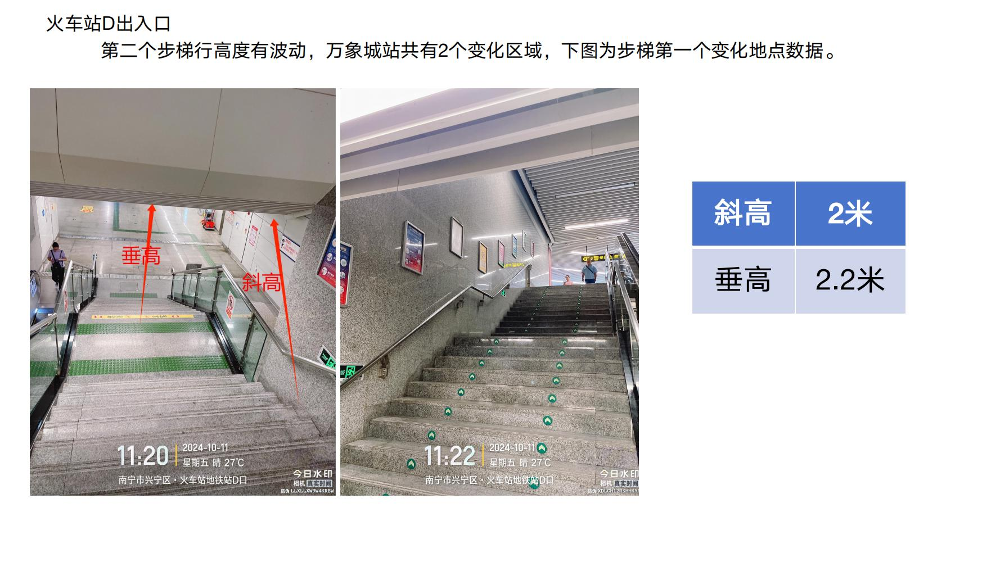 火车站D出入口
第二个步梯行高度有波动，万象城站共有2个变化区域，下图为步梯第一个变化地点数据。
垂高
斜高
11:20
2024-10-11
星期五 晴 27℃
南宁市兴宁区·火车站地铁站D口
今日水印
相机 真实时间
防伪 LLXLLXW9W4KRBW
11:22
2024-10-11
星期五 晴 27℃
南宁市兴宁区·火车站地铁站D口
今日水印
相机 真实时间
防伪 XDLGH12R3HHKY
斜高 2米
垂高 2.2米